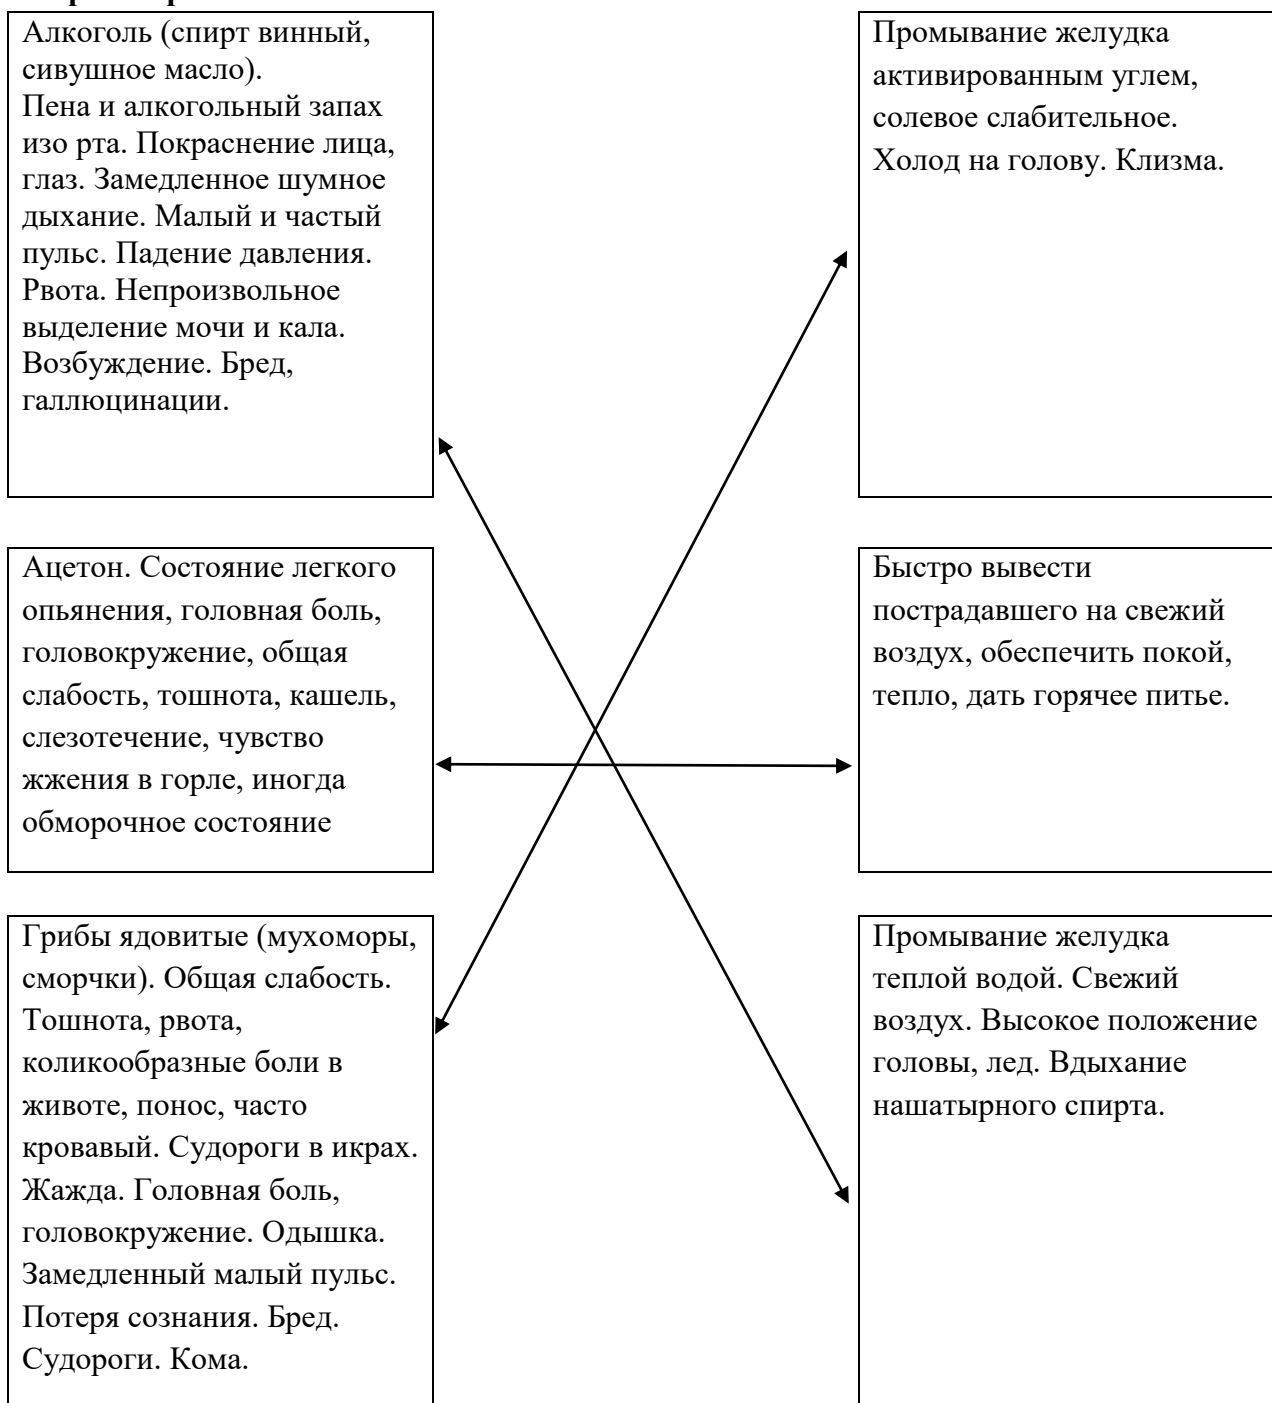 Алкоголь (спирт винный,
сивушное масло).
Пена и алкогольный запах
изо рта. Покраснение лица,
глаз. Замедленное шумное
дыхание. Малый и частый
пульс. Падение давления.
Рвота. Непроизвольное
выделение мочи и кала.
Возбуждение. Бред,
галлюцинации.
Промывание желудка
активированным углем,
солевое слабительное.
Холод на голову. Клизма.
Ацетон. Состояние легкого
опьянения, головная боль,
головокружение, общая
слабость, тошнота, кашель,
слезотечение, чувство
жжения в горле, иногда
обморочное состояние
Быстро вывести
пострадавшего на свежий
воздух, обеспечить покой,
тепло, дать горячее питье.
Грибы ядовитые (мухоморы,
сморчки). Общая слабость.
Тошнота, рвота,
коликообразные боли в
животе, понос, часто
кровавый. Судороги в икрах.
Жажда. Головная боль,
головокружение. Одышка.
Замедленный малый пульс.
Потеря сознания. Бред.
Судороги. Кома.
Промывание желудка
теплой водой. Свежий
воздух. Высокое положение
головы, лед. Вдыхание
нашатырного спирта.